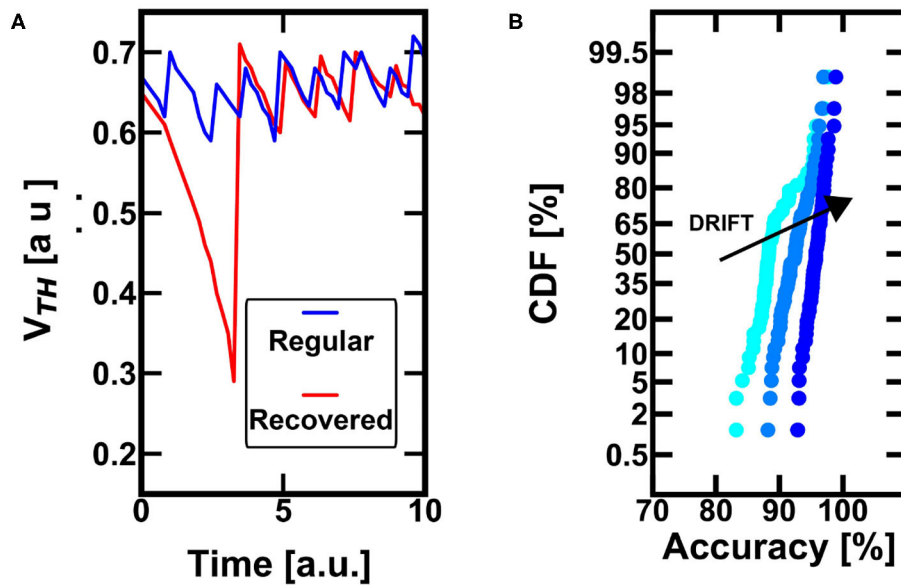 A
V_TH [a.u.]
0.7
0.6
0.5
0.4
0.3
0.2
0
5
10
Time [a.u.]
Regular
Recovered
B
CDF [%]
99.5
98
95
90
80
65
50
35
20
10
5
2
0.5
DRIFT
70
80
90
100
Accuracy [%]